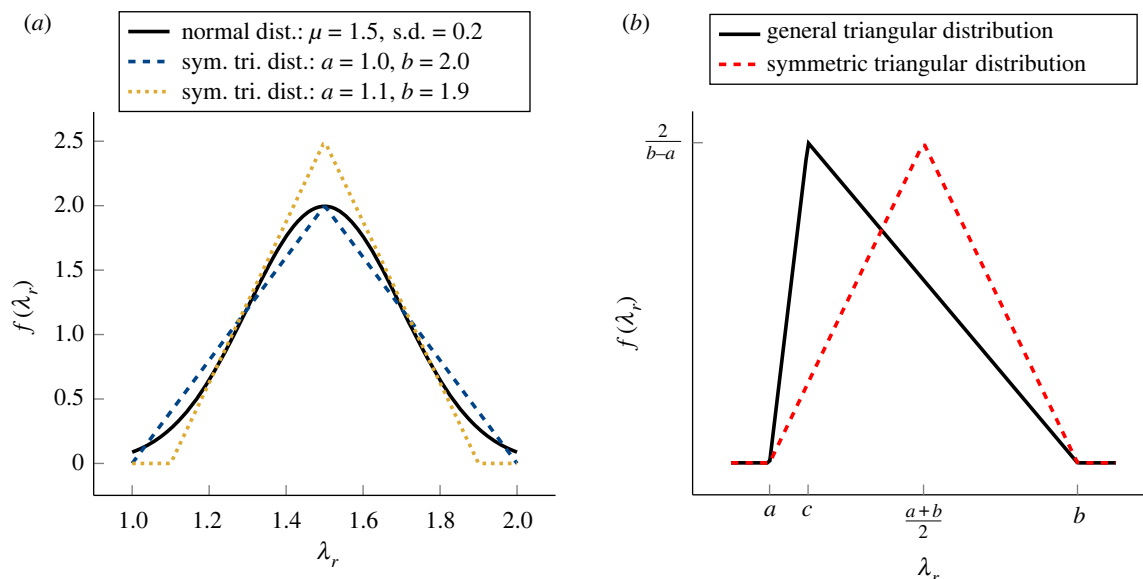 (a)
normal dist.: μ = 1.5, s.d. = 0.2
sym. tri. dist.: a = 1.0, b = 2.0
sym. tri. dist.: a = 1.1, b = 1.9
2.5
2.0
1.5
1.0
0.5
0
f (λr)
1.0 1.2 1.4 1.6 1.8 2.0
λr
(b)
general triangular distribution
symmetric triangular distribution
2
b–a
f (λr)
a c a+b b
2
λr